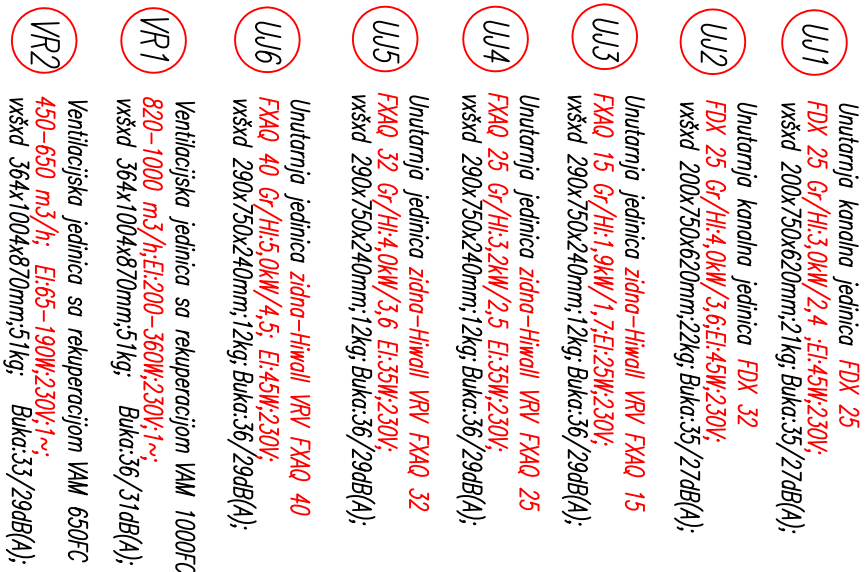 UJ1
Unutarnja kanalna jedinica FDX 25
FDX 25 Gr/Hl:3,0kW/2,4 ;El:45W;230V;
vxšxd 200x750x620mm;21kg; Buka:35/27dB(A);
UJ2
Unutarnja kanalna jedinica FDX 32
FDX 25 Gr/Hl:4,0kW/3,6;El:45W;230V;
vxšxd 200x750x620mm;22kg; Buka:35/27dB(A);
UJ3
Unutarnja jedinica zidna-Hiwall VRV FXAQ 15
FXAQ 15 Gr/Hl:1,9kW/1,7;El:25W;230V;
vxšxd 290x750x240mm;12kg; Buka:36/29dB(A);
UJ4
Unutarnja jedinica zidna-Hiwall VRV FXAQ 25
FXAQ 25 Gr/Hl:3,2kW/2,5 El:35W;230V;
vxšxd 290x750x240mm;12kg; Buka:36/29dB(A);
UJ5
Unutarnja jedinica zidna-Hiwall VRV FXAQ 32
FXAQ 32 Gr/Hl:4,0kW/3,6 El:35W;230V;
vxšxd 290x750x240mm;12kg; Buka:36/29dB(A);
UJ6
Unutarnja jedinica zidna-Hiwall VRV FXAQ 40
FXAQ 40 Gr/Hl:5,0kW/4,5; El:45W;230V;
vxšxd 290x750x240mm;12kg; Buka:36/29dB(A);
VR1
Ventilacijska jedinica sa rekuperacijom VAM 1000FC
820-1000 m3/h;El:200-360W;230V;1~;
vxšxd 364x1004x870mm;51kg; Buka:36/31dB(A);
VR2
Ventilacijska jedinica sa rekuperacijom VAM 650FC
450-650 m3/h; El:65-190W;230V;1~;
vxšxd 364x1004x870mm;51kg; Buka:33/29dB(A);